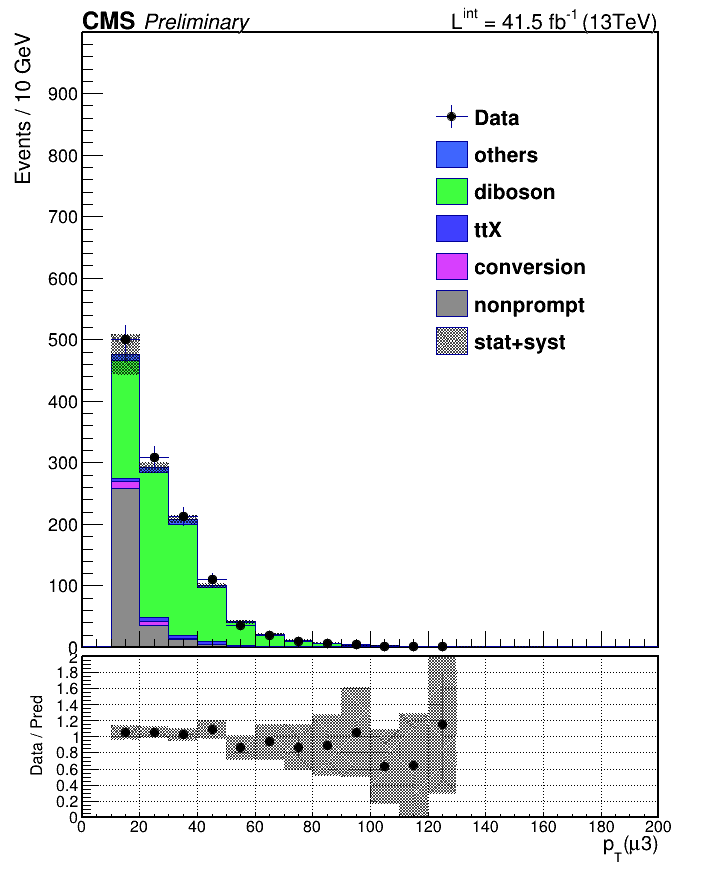 CMS Preliminary L^int = 41.5 fb^-1 (13TeV)
Events / 10 GeV
900
800
700
600
500
400
300
200
100
0
Data
others
diboson
ttX
conversion
nonprompt
stat+syst
Data / Pred
2
1.8
1.6
1.4
1.2
1
0.8
0.6
0.4
0.2
0
0 20 40 60 80 100 120 140 160 180 200
p_T(μ3)